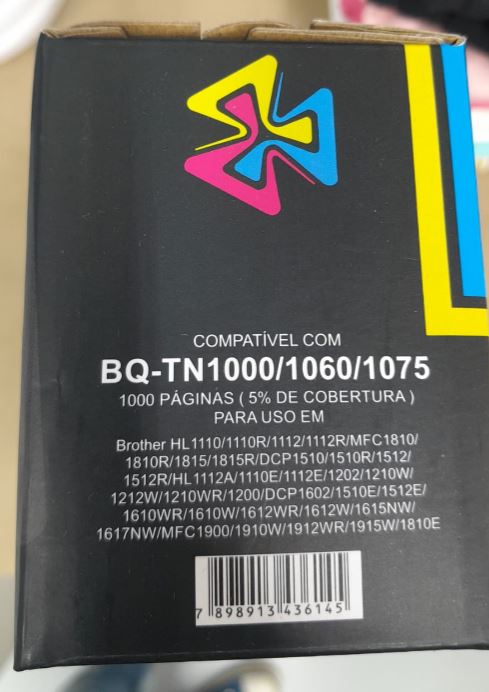 COMPATÍVEL COM
BQ-TN1000/1060/1075
1000 PÁGINAS ( 5% DE COBERTURA )
PARA USO EM
Brother HL1110/1110R/1112/1112R/MFC1810/
1810R/1815/1815R/DCP1510/1510R/1512/
1512R/HL1112A/1110E/1112E/1202/1210W/
1212W/1210WR/1200/DCP1602/1510E/1512E/
1610WR/1610W/1612WR/1612W/1615NW/
1617NW/MFC1900/1910W/1912WR/1915W/1810E
7 898913 436145